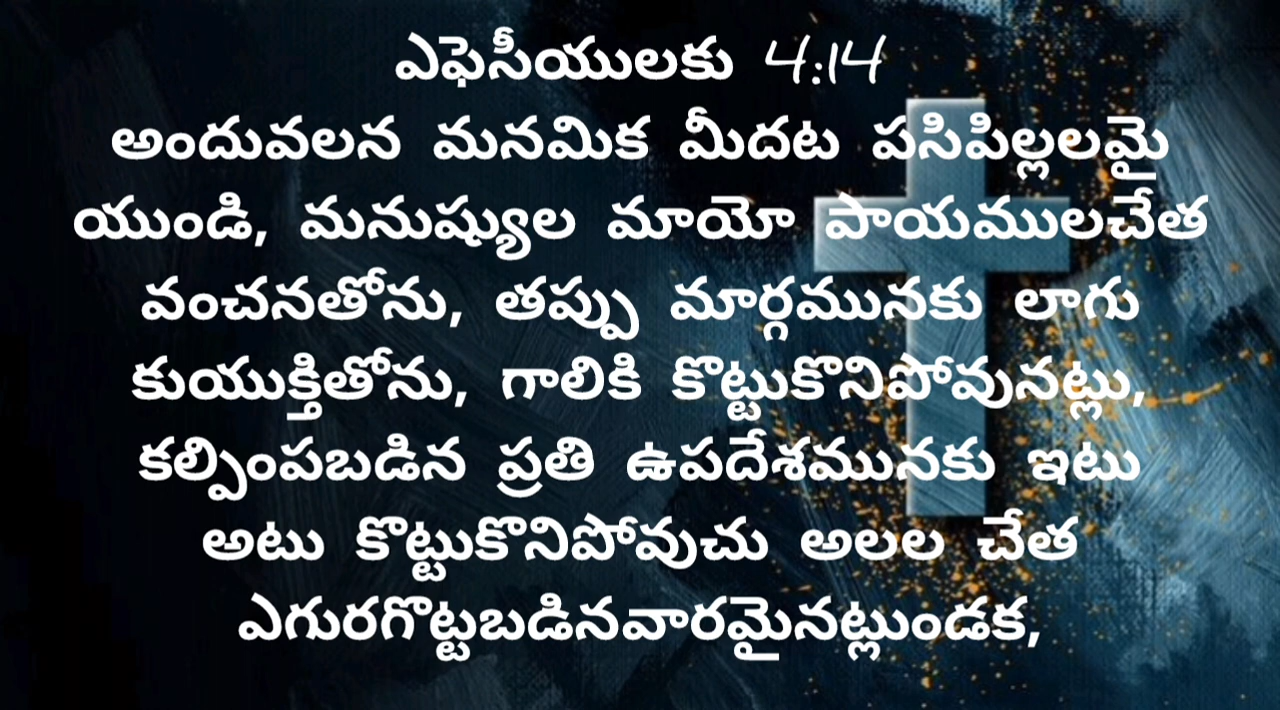 ఎఫెసీయులకు 4:14
అందువలన మనమిక మీదట పసిపిల్లలమై
యుండి, మనుష్యుల మాయో పాయములచేత
వంచనతోను, తప్పు మార్గమునకు లాగు
కుయుక్తితోను, గాలికి కొట్టుకొనిపోవునట్లు,
కల్పింపబడిన ప్రతి ఉపదేశమునకు ఇటు
అటు కొట్టుకొనిపోవుచు అలల చేత
ఎగురగొట్టబడినవారమైనట్లుండక,